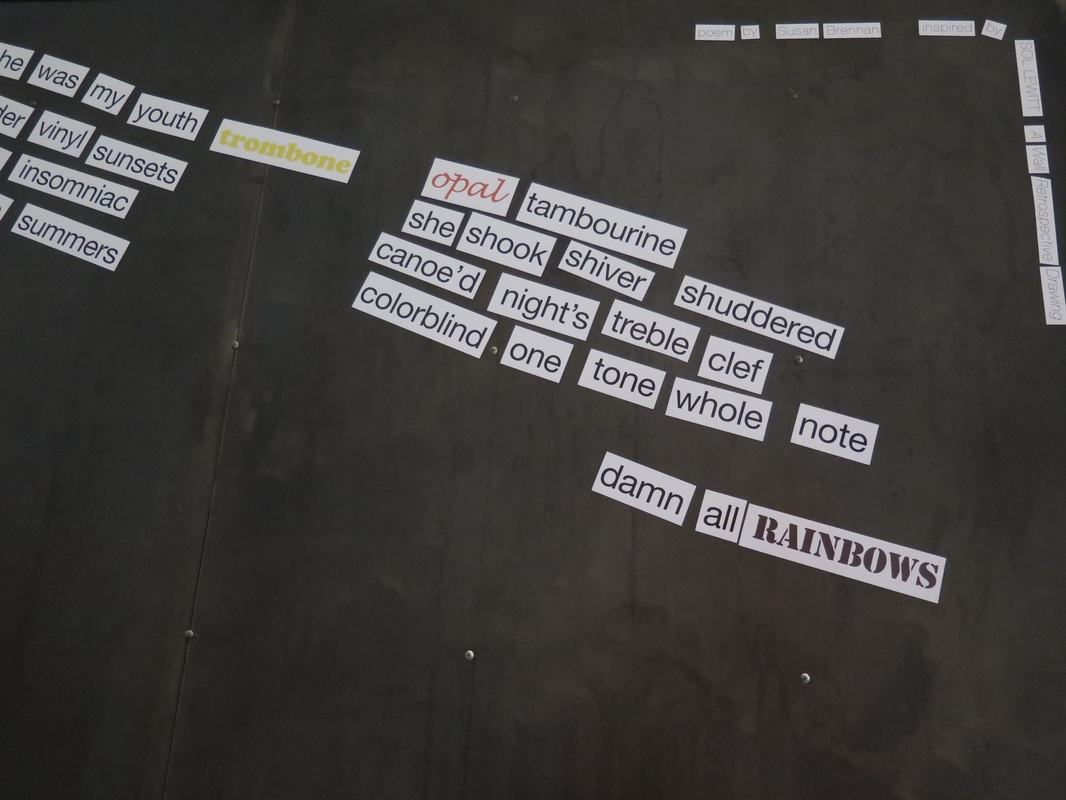 poem by Susan Brennan inspired by
SOL LEWITT A Wall Retrospective Drawing
he was my youth trombone
vinyl sunsets
insomniac
summers
opal tambourine
she shook shiver shuddered
canoe'd night's treble clef
colorblind one tone whole note
damn all RAINBOWS